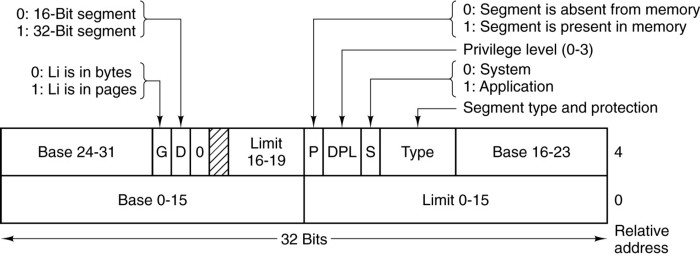 0: 16-Bit segment
1: 32-Bit segment
0: Li is in bytes
1: Li is in pages
0: Segment is absent from memory
1: Segment is present in memory
Privilege level (0-3)
0: System
1: Application
Segment type and protection
Base 24-31 G D 0 Limit 16-19 P DPL S Type Base 16-23 4
Base 0-15 Limit 0-15 0
32 Bits
Relative
address